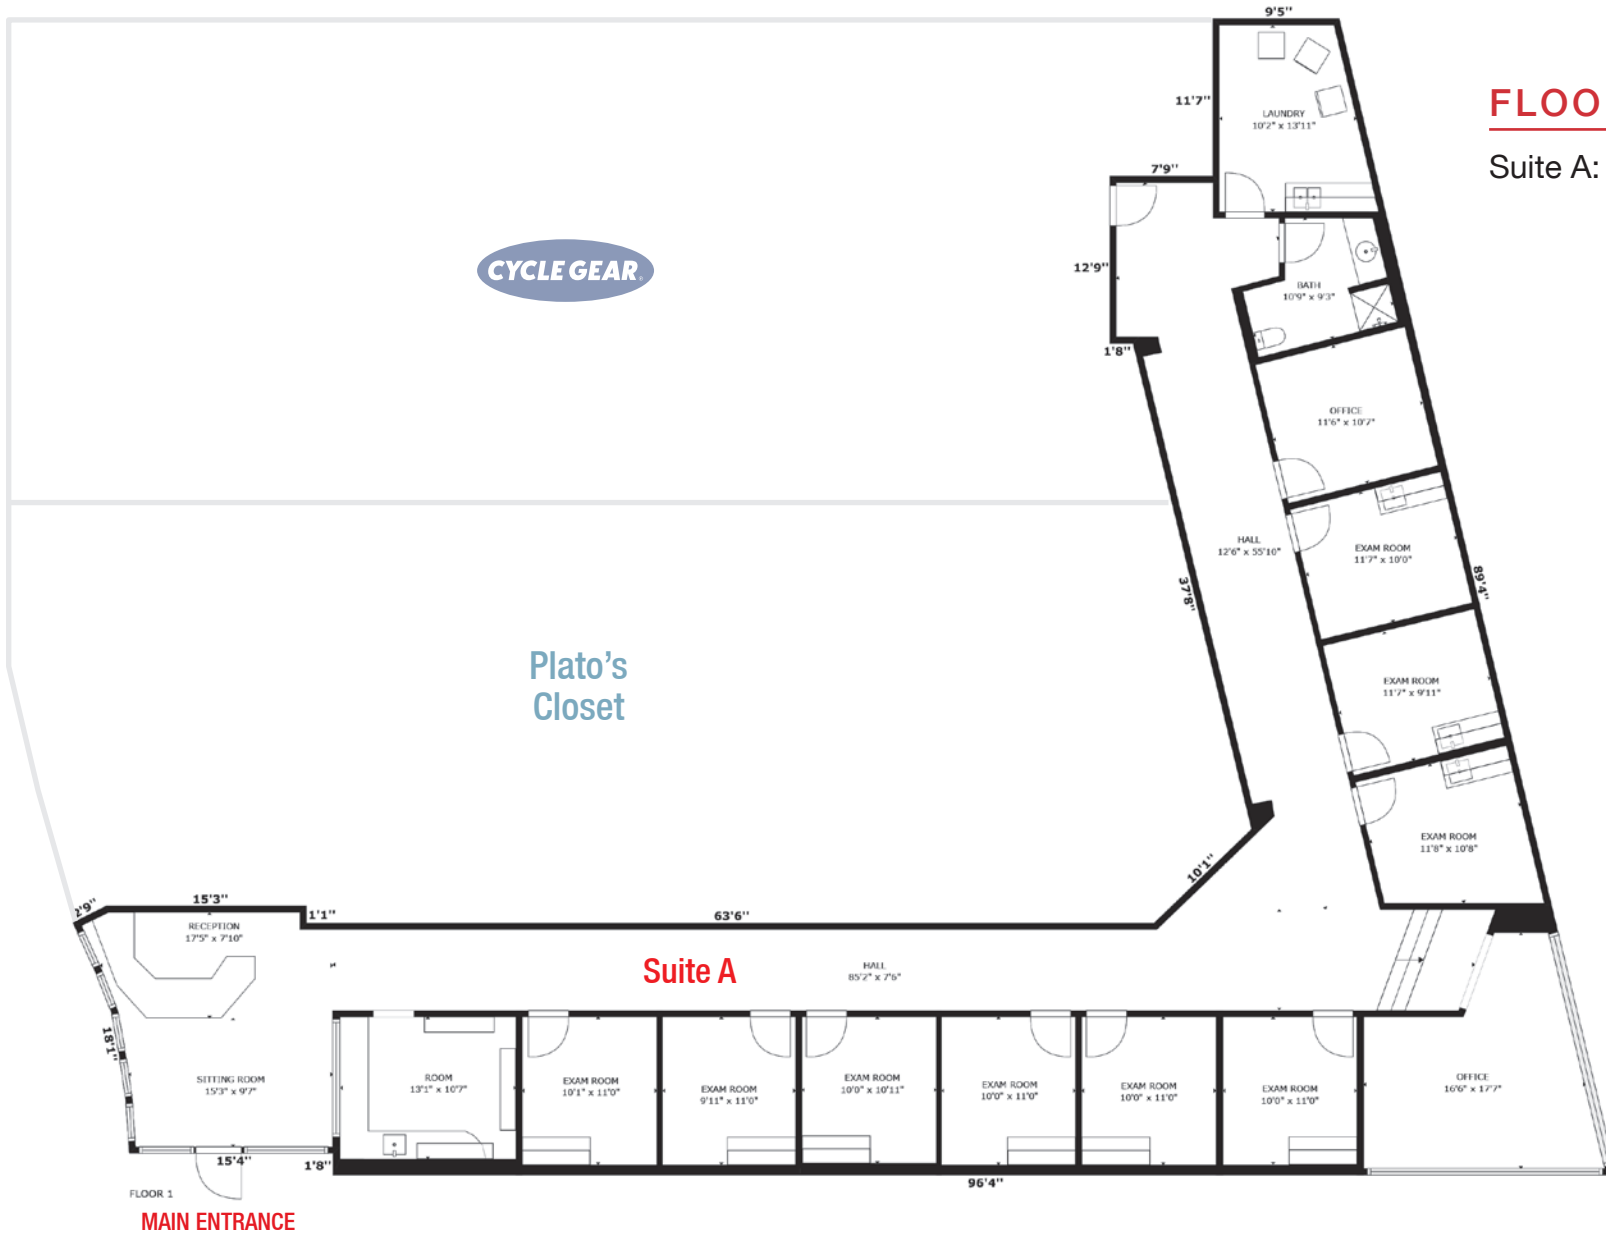 9'5"
11'7"
LAUNDRY
10'2" x 13'11"
FLOO
Suite A:
7'9"
12'9"
CYCLE GEAR
BATH
10'9" x 9'3"
1'8"
OFFICE
11'6" x 10'7"
HALL
12'6" x 55'10"
EXAM ROOM
11'7" x 10'0"
37'8"
89'4"
Plato's
Closet
EXAM ROOM
11'7" x 9'11"
EXAM ROOM
11'8" x 10'8"
10'1"
2'9"
15'3"
1'1"
63'6"
RECEPTION
17'5" x 7'10"
Suite A
HALL
85'2" x 7'6"
18'1"
SITTING ROOM
15'3" x 9'7"
ROOM
13'1" x 10'7"
EXAM ROOM
10'1" x 11'0"
EXAM ROOM
9'11" x 11'0"
EXAM ROOM
10'0" x 10'11"
EXAM ROOM
10'0" x 11'0"
EXAM ROOM
10'0" x 11'0"
EXAM ROOM
10'0" x 11'0"
OFFICE
16'6" x 17'7"
15'4"
1'8"
96'4"
FLOOR 1
MAIN ENTRANCE